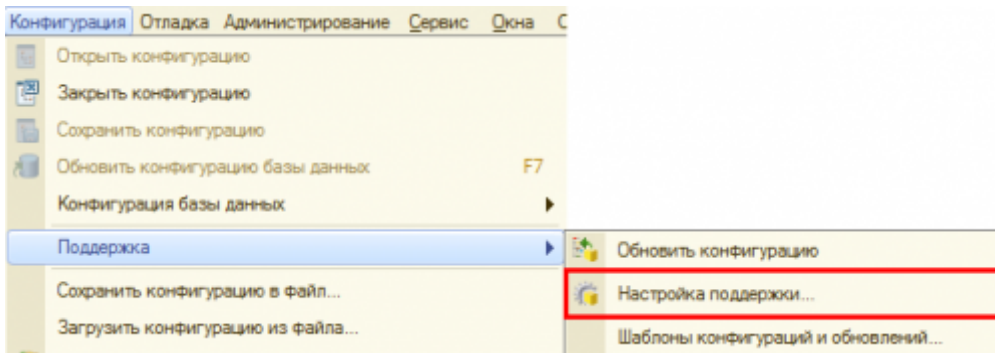 Конфигурация Отладка Администрирование Сервис Окна С
Открыть конфигурацию
Закрыть конфигурацию
Сохранить конфигурацию
Обновить конфигурацию базы данных F7
Конфигурация базы данных
Поддержка
Обновить конфигурацию
Сохранить конфигурацию в файл...
Настройка поддержки...
Загрузить конфигурацию из файла...
Шаблоны конфигураций и обновлений...